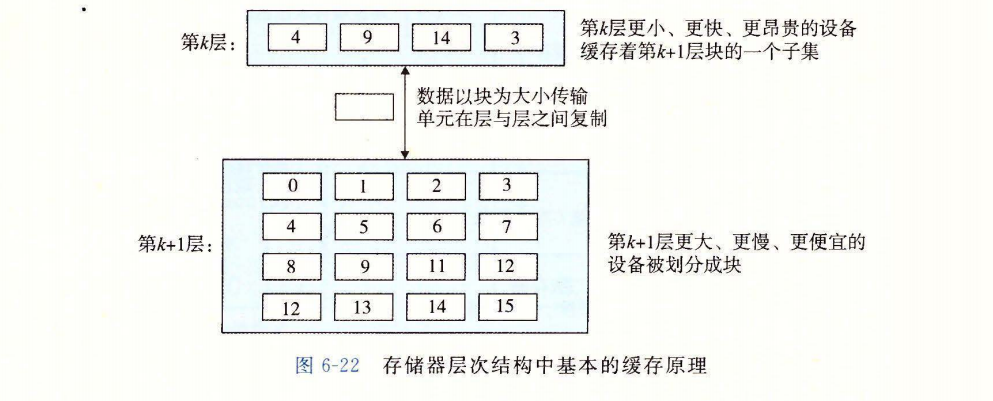 第k层：
4 9 14 3
第k层更小、更快、更昂贵的设备
缓存着第k+1层块的一个子集
数据以块为大小传输
单元在层与层之间复制
0 1 2 3
4 5 6 7
第k+1层：
8 9 11 12
12 13 14 15
第k+1层更大、更慢、更便宜的
设备被划分成块
图 6-22 存储器层次结构中基本的缓存原理